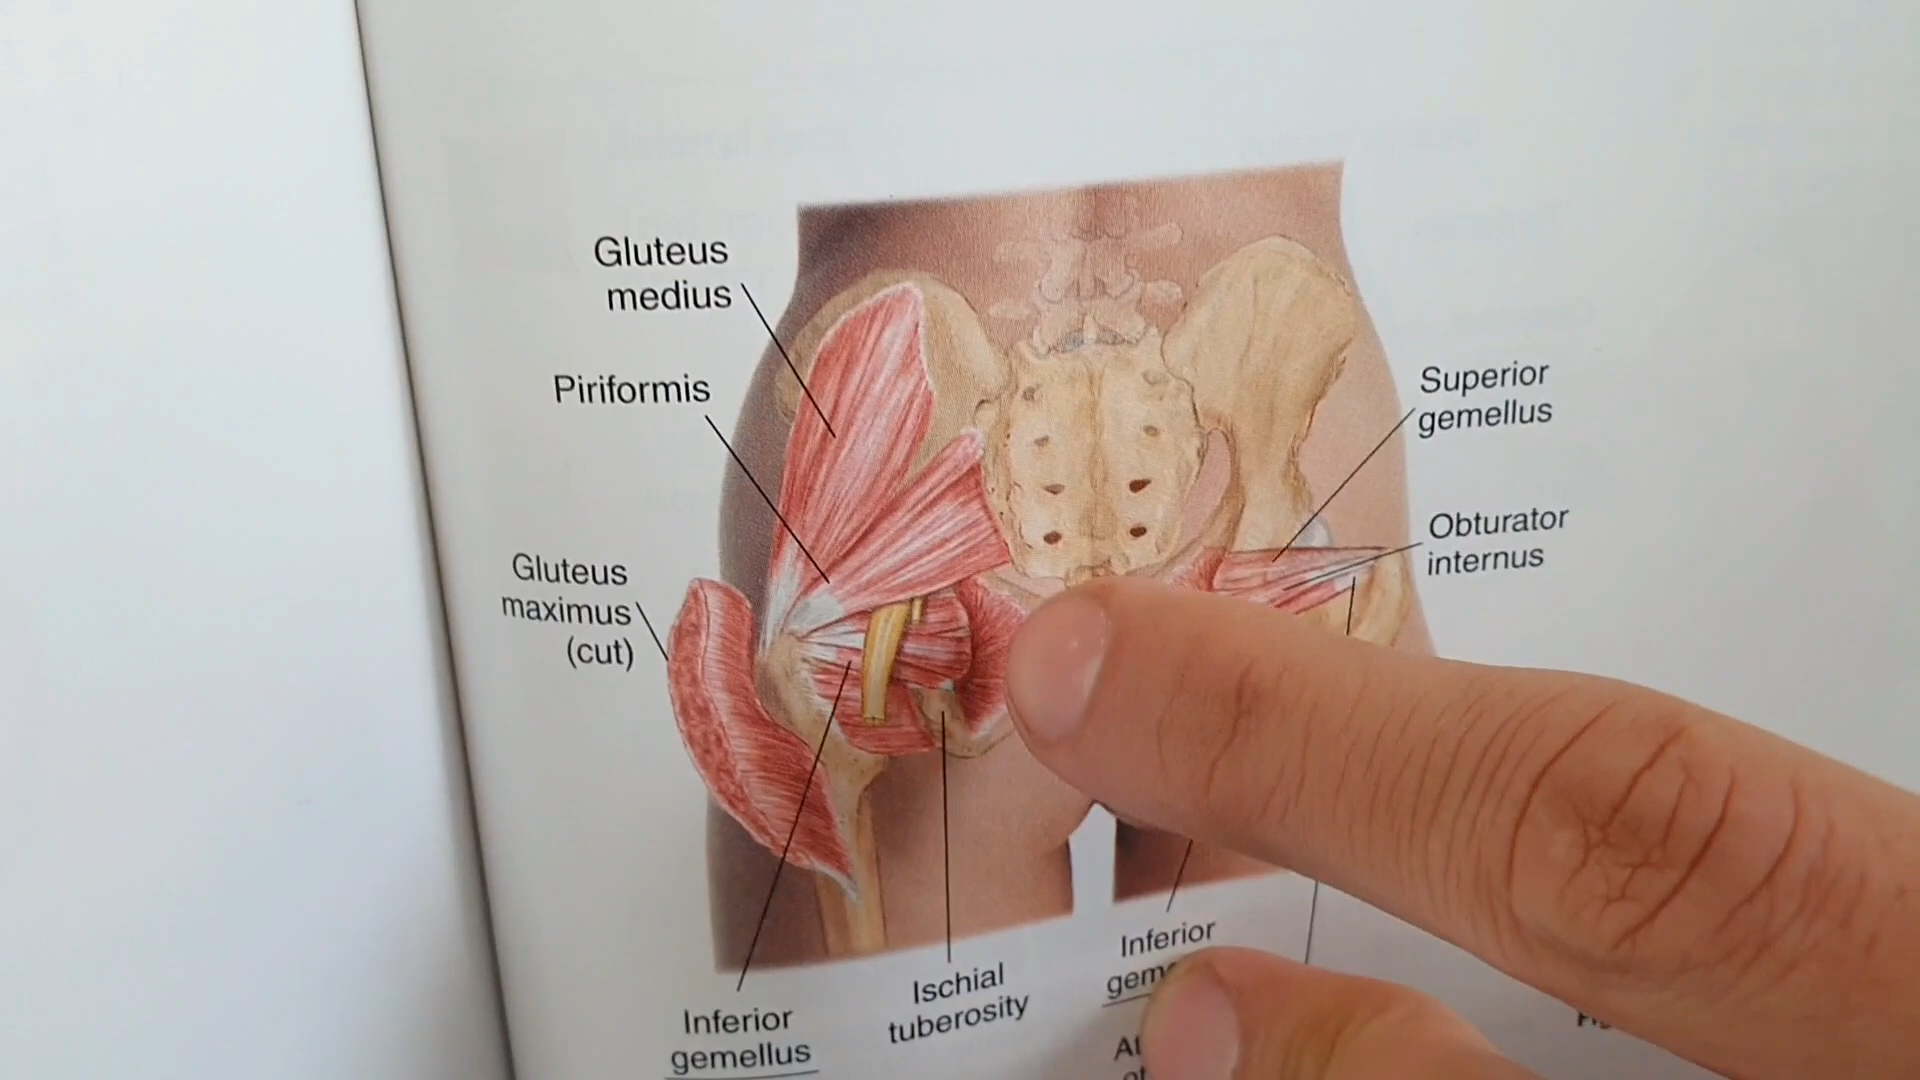 Gluteus
medius
Piriformis
Gluteus
maximus
(cut)
Superior
gemellus
Obturator
internus
Inferior
gemellus
Ischial
tuberosity
Inferior